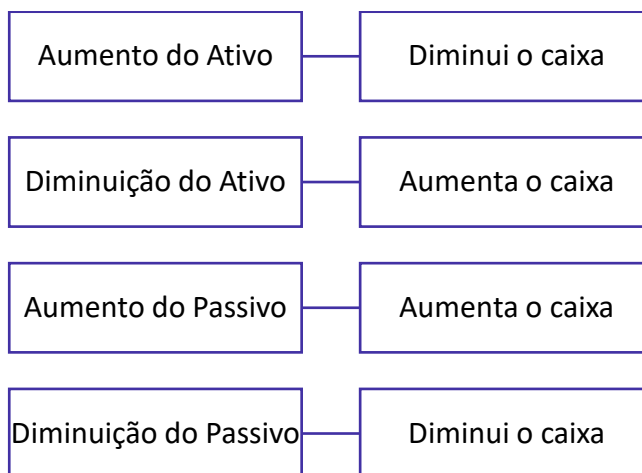 Aumento do Ativo
Diminui o caixa
Diminuição do Ativo
Aumenta o caixa
Aumento do Passivo
Aumenta o caixa
Diminuição do Passivo
Diminui o caixa